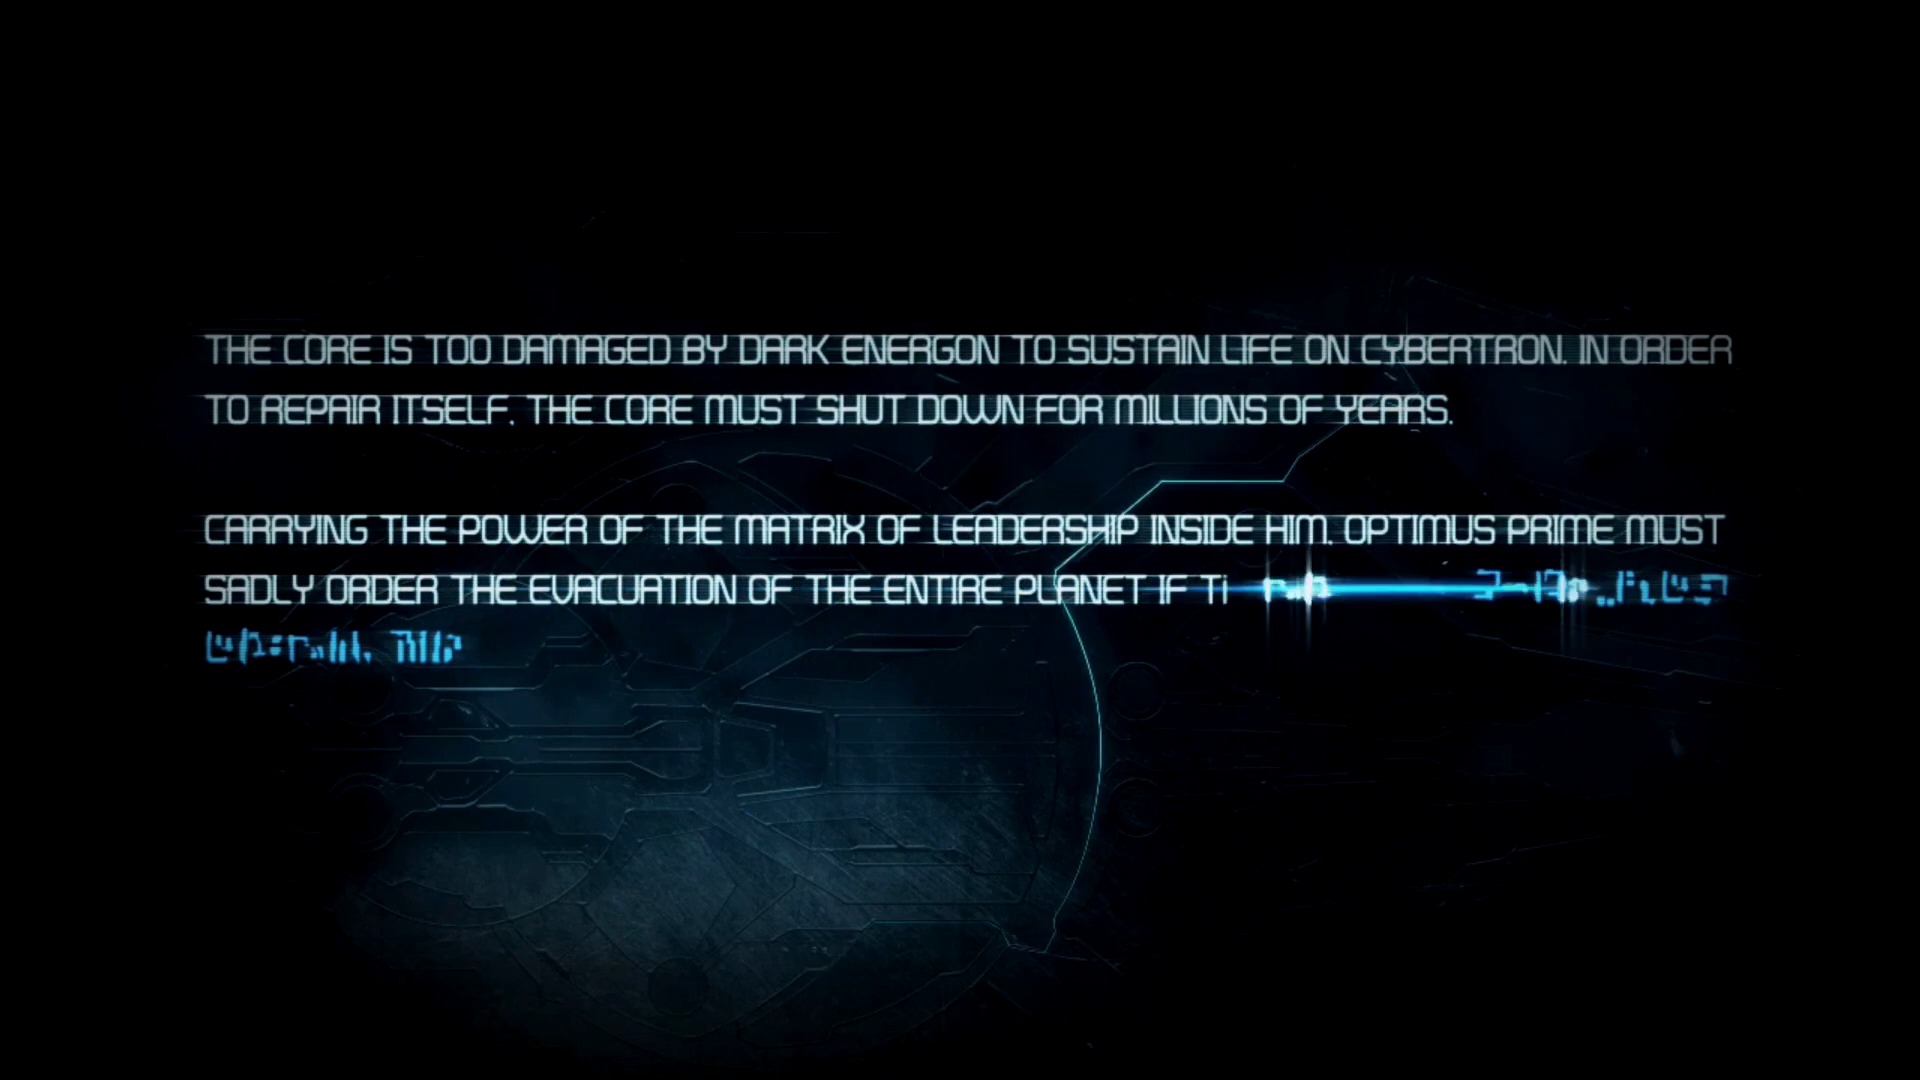 THE CORE IS TOO DAMAGED BY DARK ENERGON TO SUSTAIN LIFE ON CYBERTRON. IN ORDER
TO REPAIR ITSELF, THE CORE MUST SHUT DOWN FOR MILLIONS OF YEARS.
CARRYING THE POWER OF THE MATRIX OF LEADERSHIP INSIDE HIM, OPTIMUS PRIME MUST
SADLY ORDER THE EVACUATION OF THE ENTIRE PLANET IF